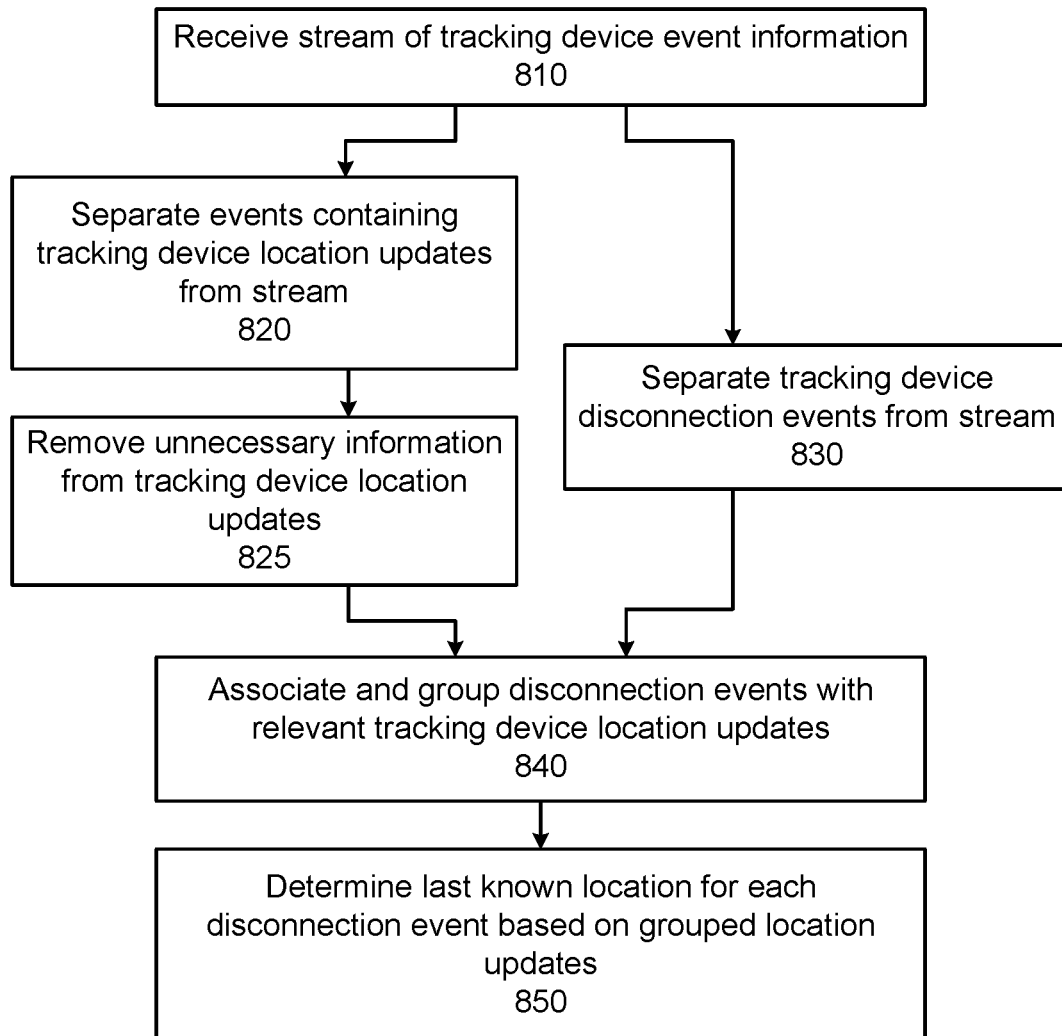 Receive stream of tracking device event information
810
Separate events containing
tracking device location updates
from stream
820
Remove unnecessary information
from tracking device location
updates
825
Separate tracking device
disconnection events from stream
830
Associate and group disconnection events with
relevant tracking device location updates
840
Determine last known location for each
disconnection event based on grouped location
updates
850